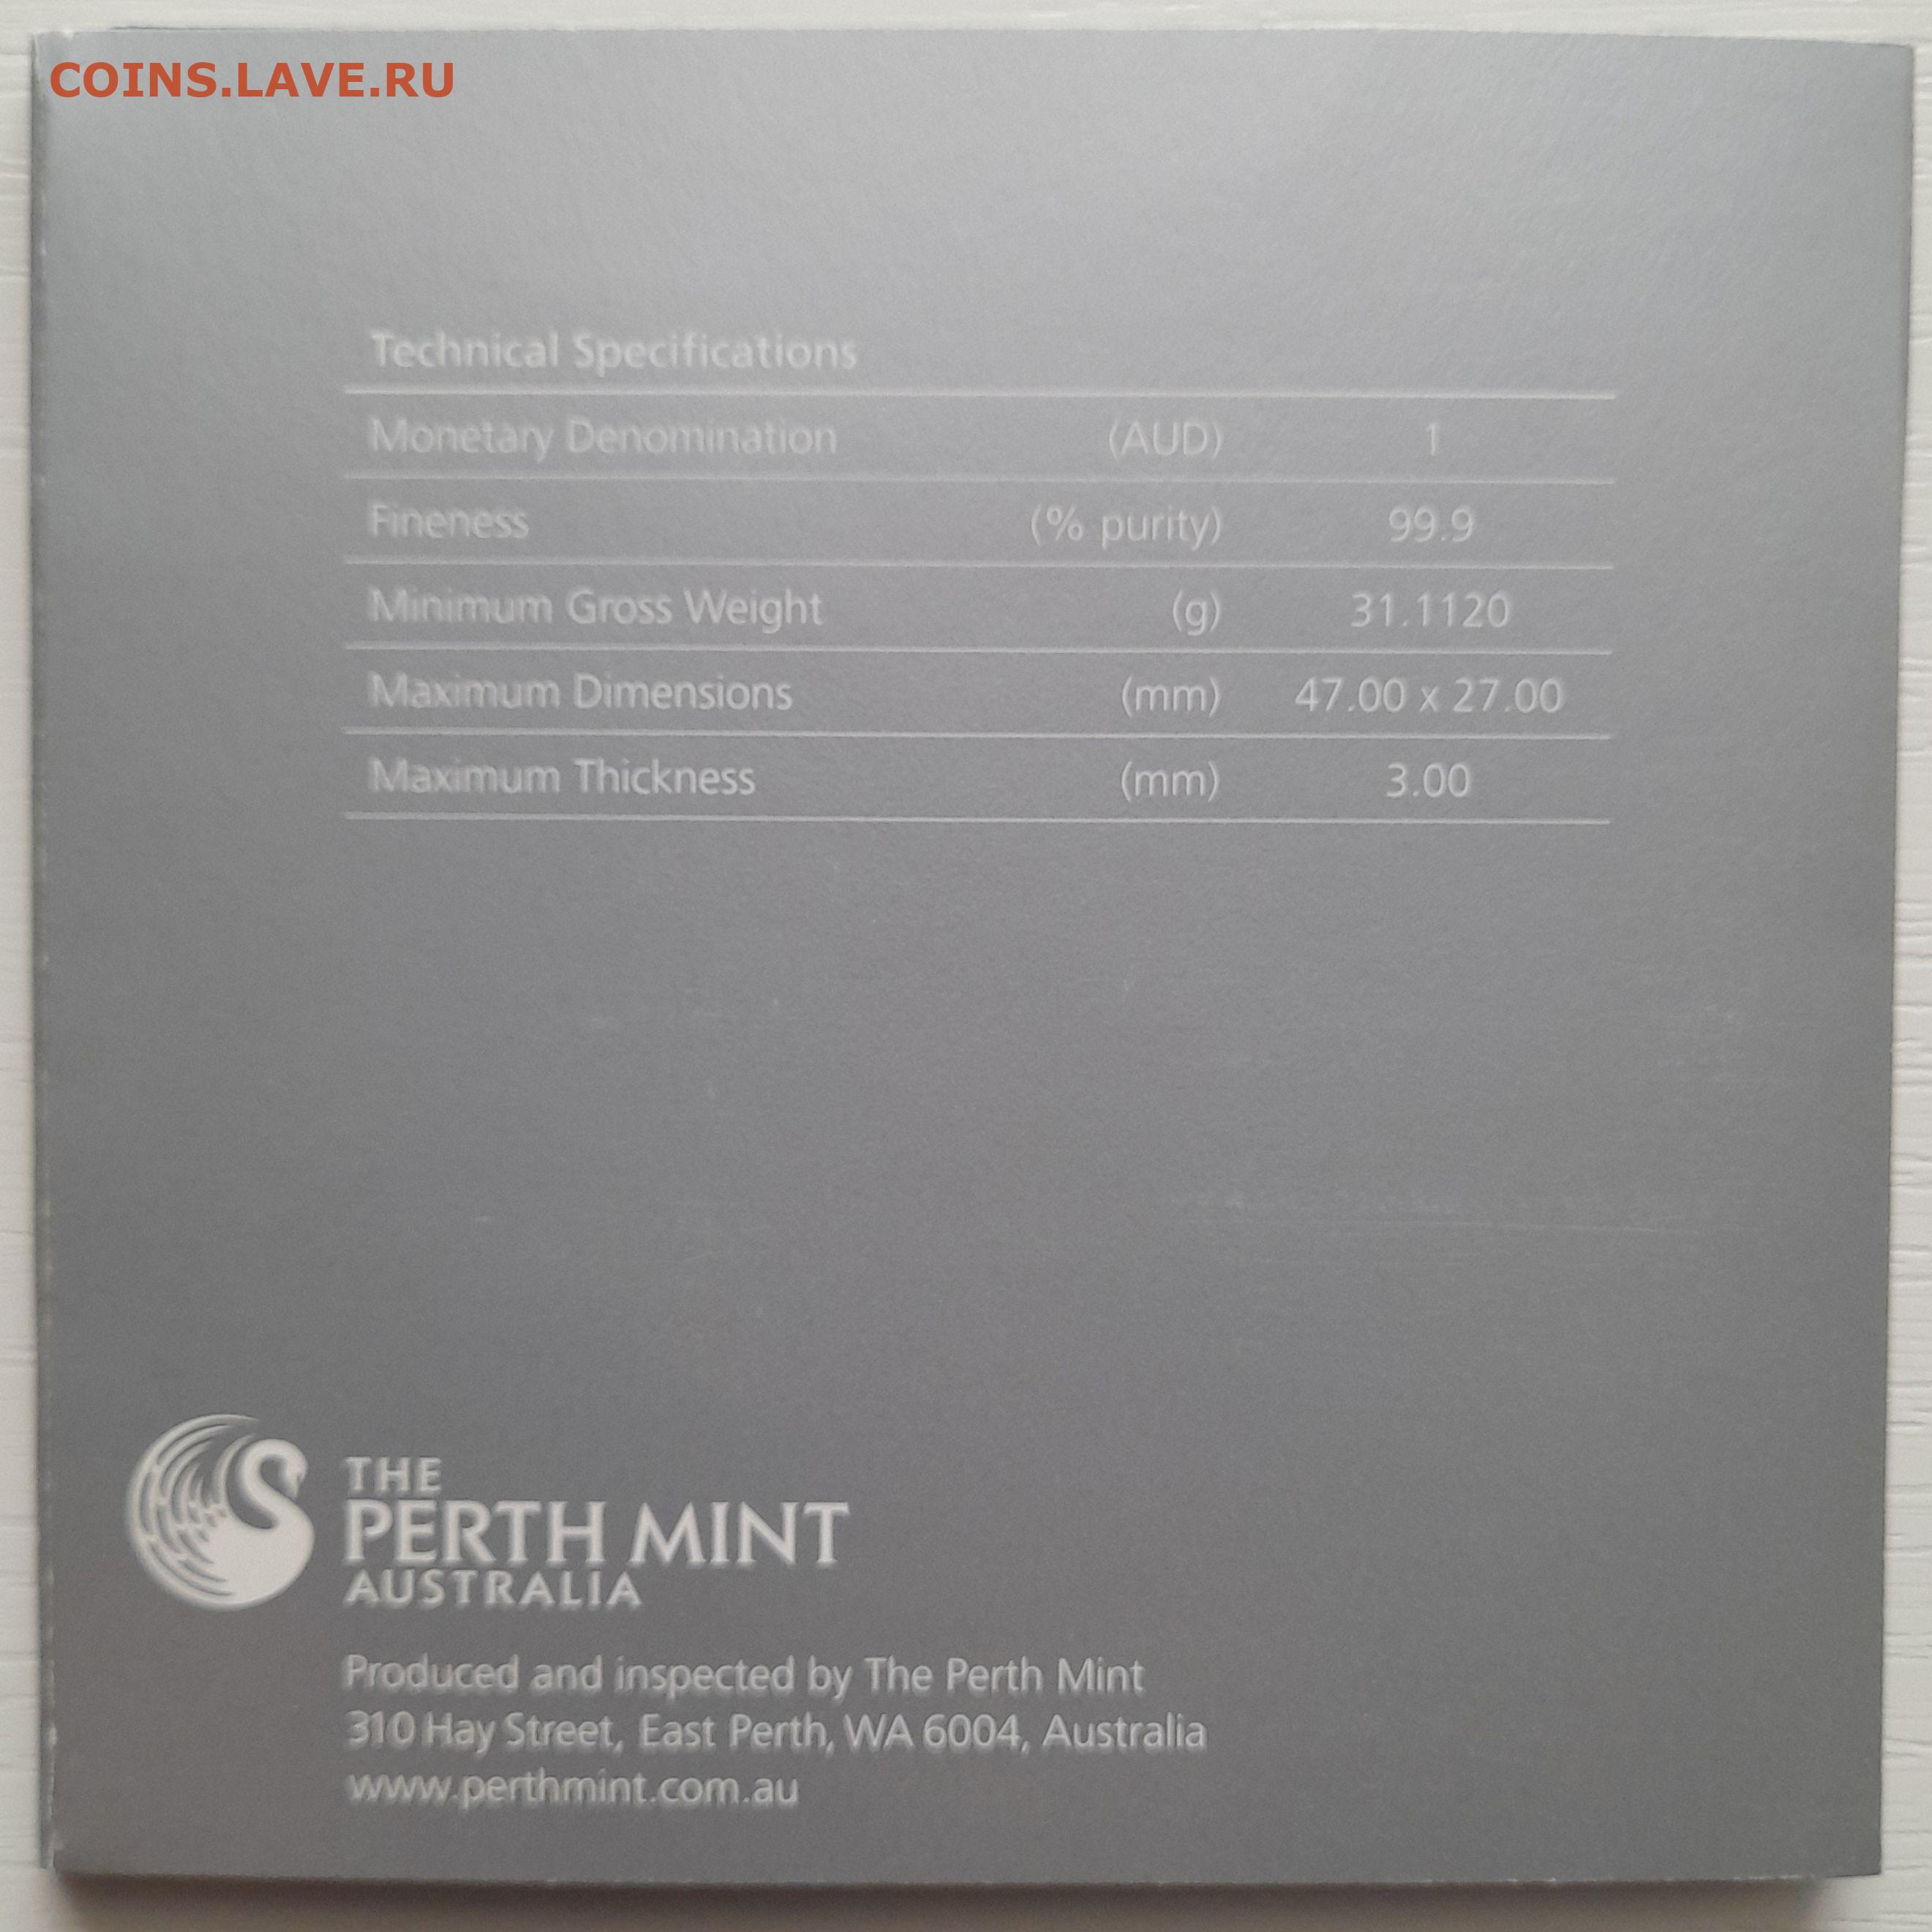 COINS.LAVE.RU
Technical Specifications
Monetary Denomination (AUD) 1
Fineness (% purity) 99.9
Minimum Gross Weight (g) 31.1120
Maximum Dimensions (mm) 47.00 x 27.00
Maximum Thickness (mm) 3.00
THE
PERTH MINT
AUSTRALIA
Produced and inspected by The Perth Mint
310 Hay Street, East Perth, WA 6004, Australia
www.perthmint.com.au